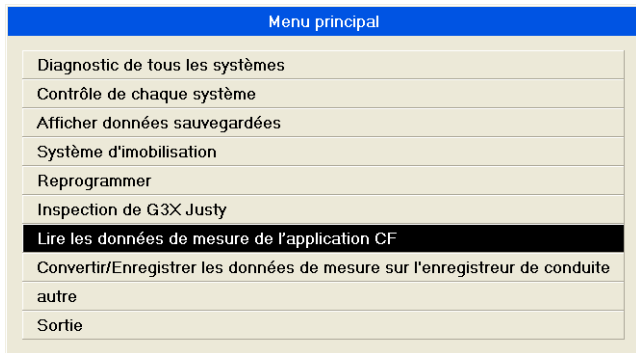 Menu principal
Diagnostic de tous les systèmes
Contrôle de chaque système
Afficher données sauvegardées
Système d'imobilisation
Reprogrammer
Inspection de G3X Justy
Lire les données de mesure de l'application CF
Convertir/Enregistrer les données de mesure sur l'enregistreur de conduite
autre
Sortie